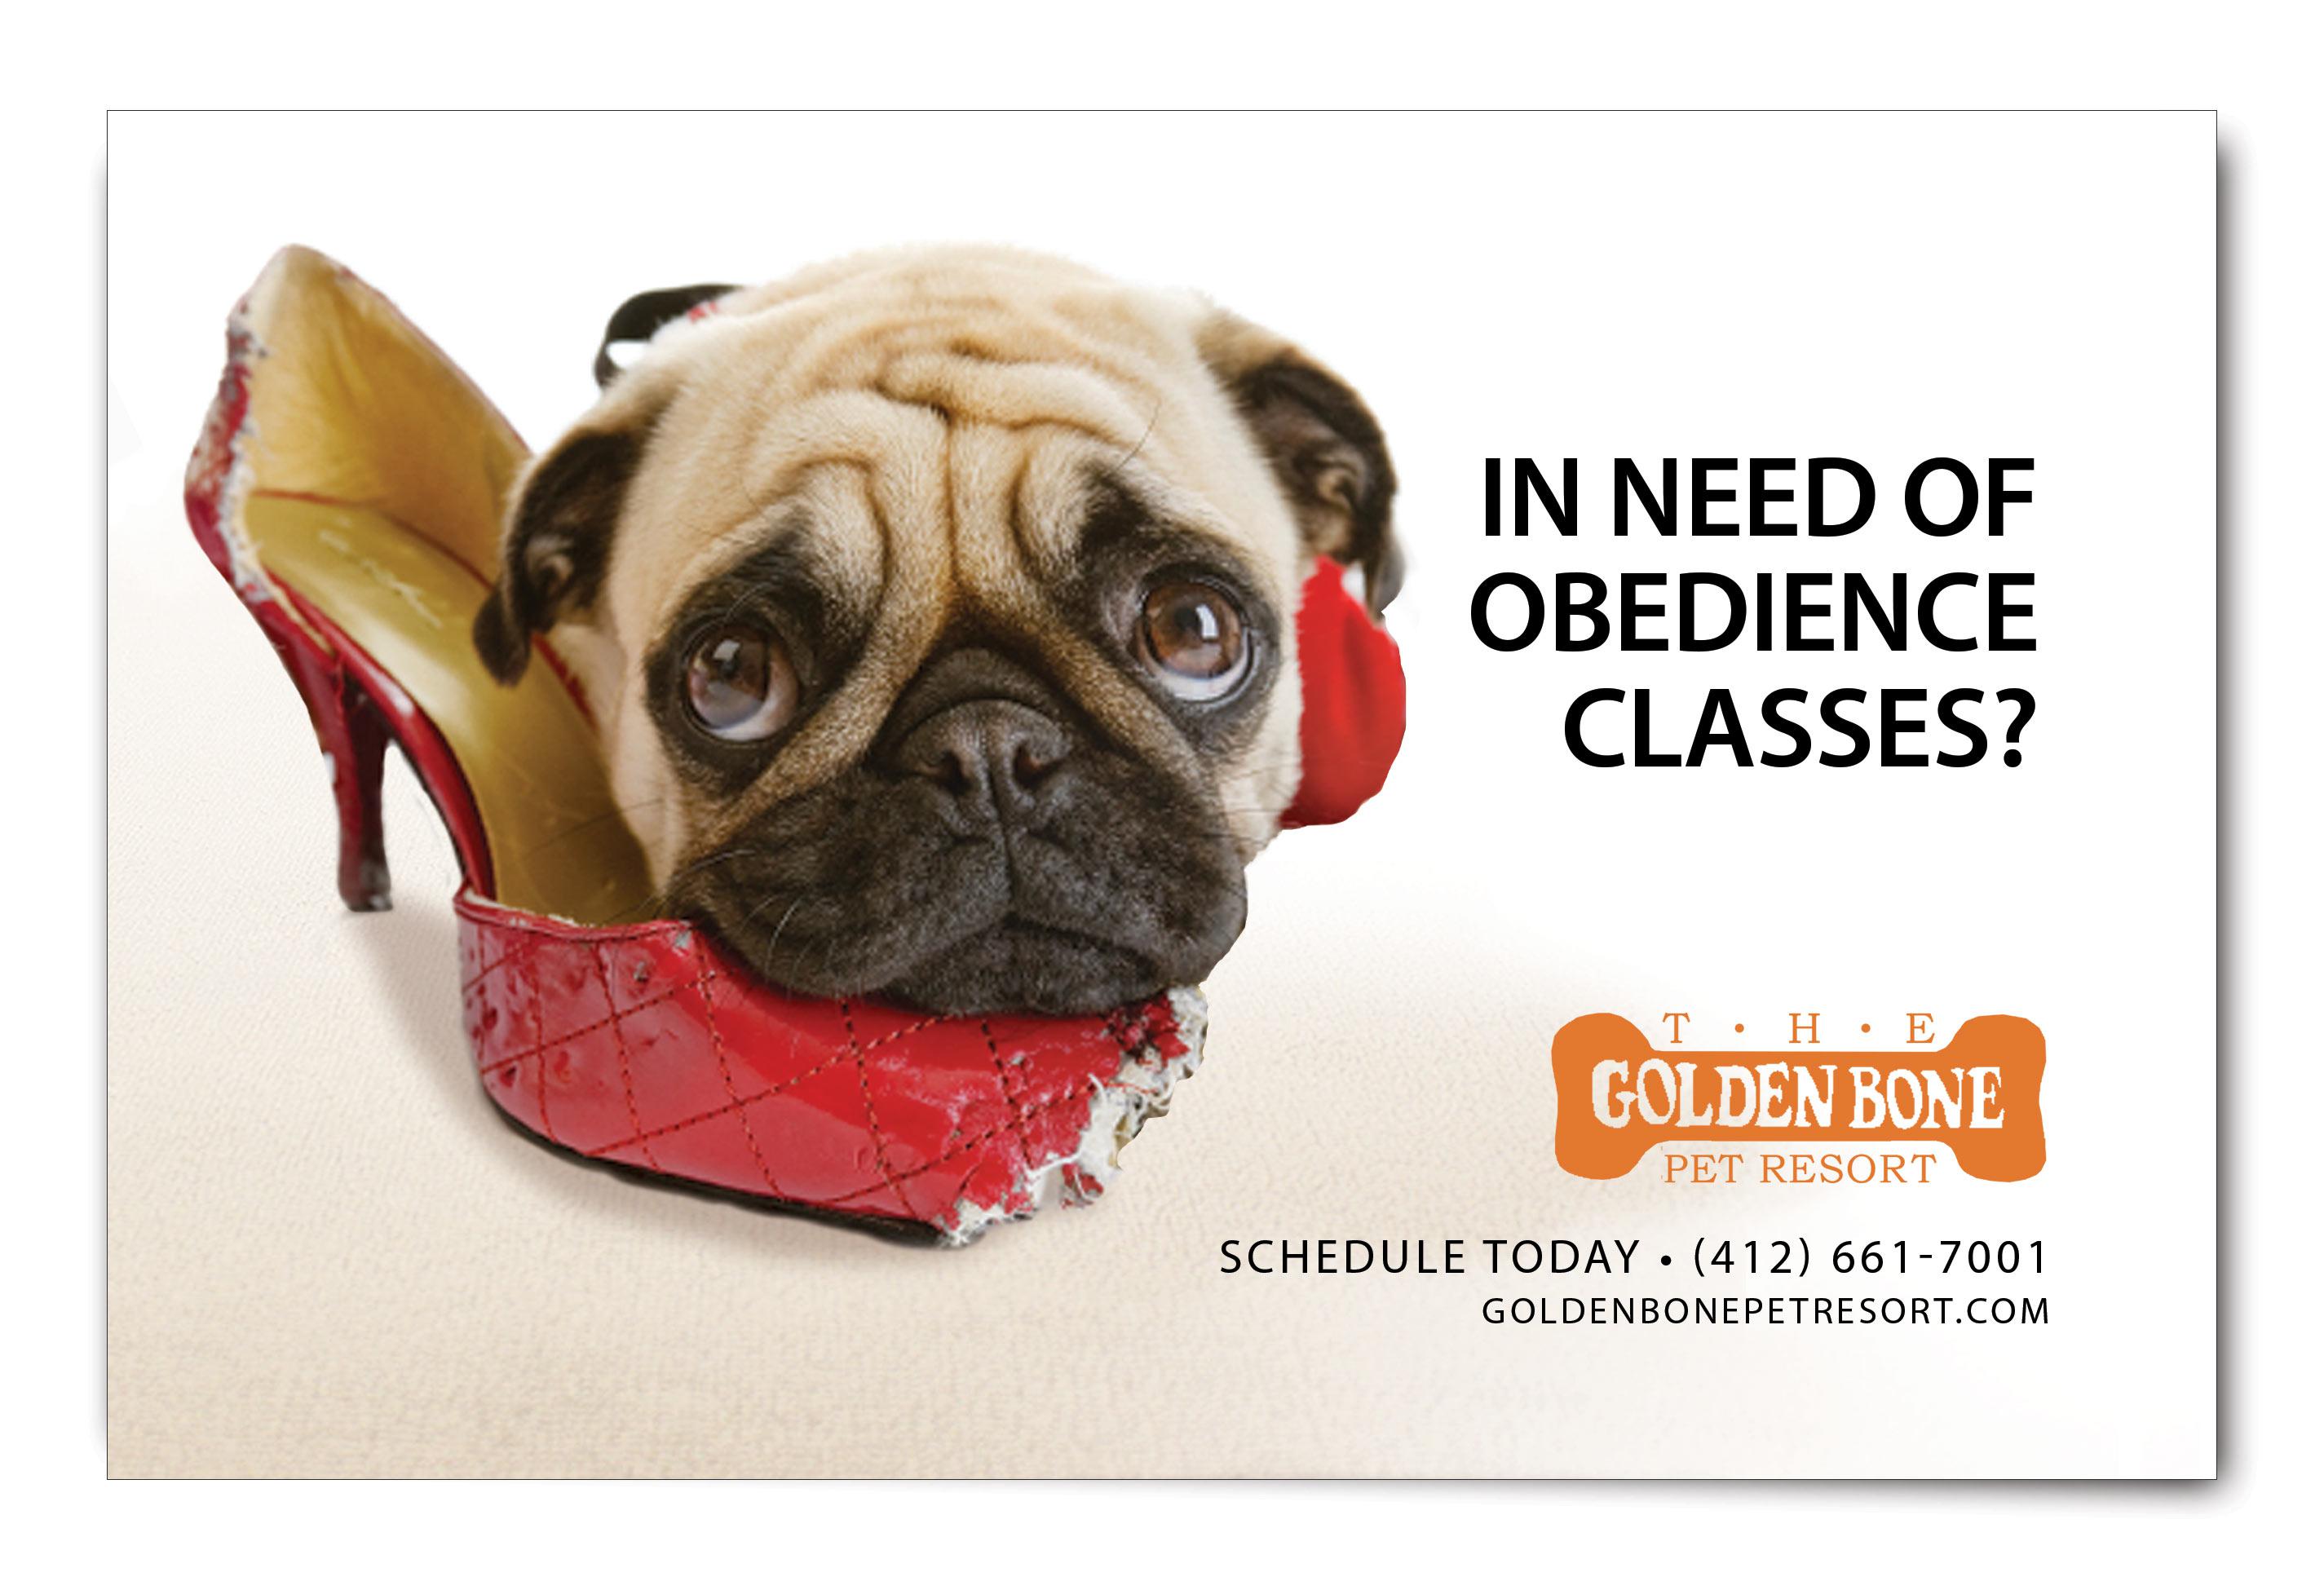 IN NEED OF
OBEDIENCE
CLASSES?
T • H • E
GOLDEN BONE
PET RESORT
SCHEDULE TODAY • (412) 661-7001
GOLDENBONEPETRESORT.COM